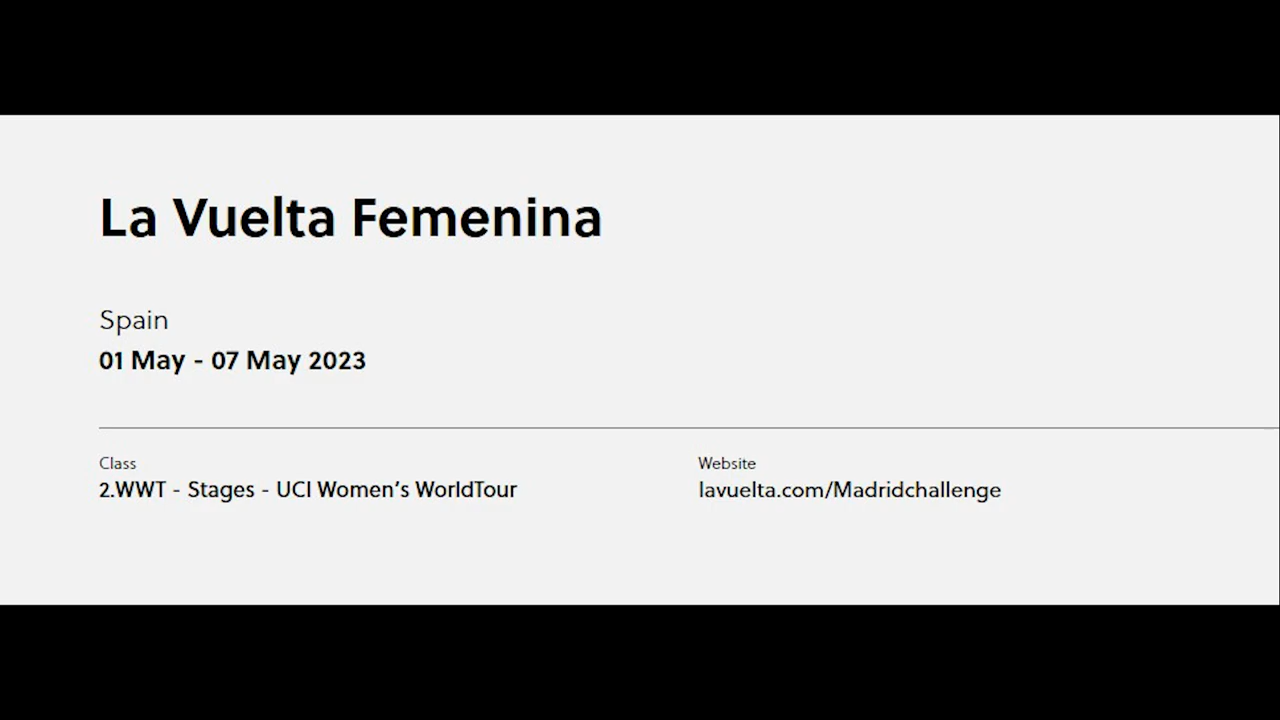 La Vuelta Femenina
Spain
01 May - 07 May 2023
Class
2.WWT - Stages - UCI Women's WorldTour
Website
lavuelta.com/Madridchallenge